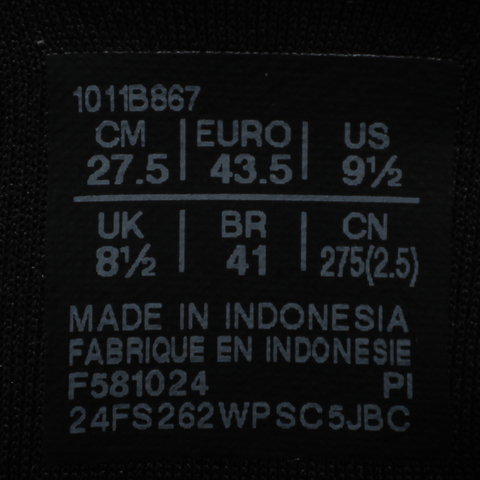 1011B867
CM | EURO | US
27.5 | 43.5 | 9½
UK | BR | CN
8½ | 41 | 275(2.5)
MADE IN INDONESIA
FABRIQUE EN INDONESIE
F581024 PI
24FS262WPSC5JBC